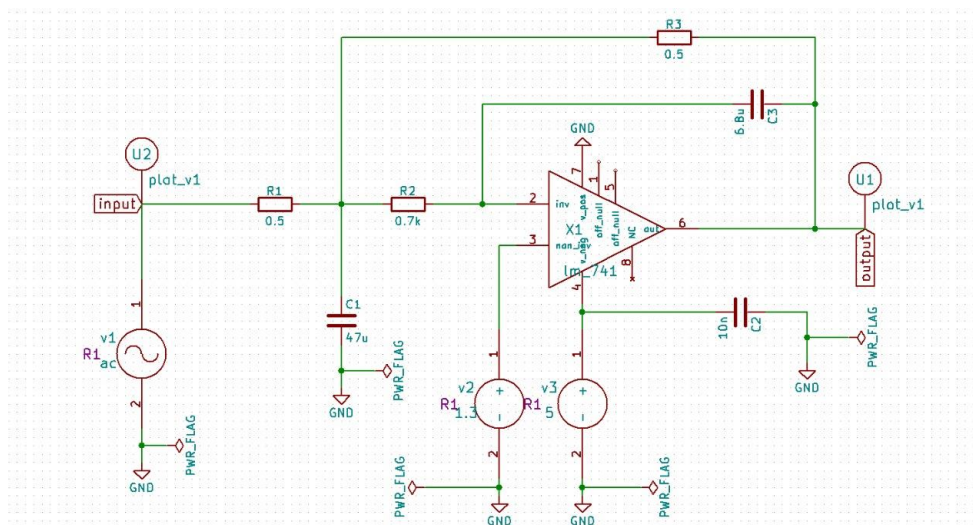 R3
0.5
6.8u
C3
GND
U2
plot_v1
input
R1
0.5
R2
0.7k
7
1
5
2
inv
v_pos
off_null
off_null
NC
out
6
X1
3
v_neg
lm_741
8
4
U1
plot_v1
output
1
v1
R1
ac
2
PWR_FLAG
GND
C1
47u
PWR_FLAG
GND
10n
C2
PWR_FLAG
GND
1
v2
R1
1.3
2
PWR_FLAG
GND
1
v3
R1
5
2
PWR_FLAG
GND